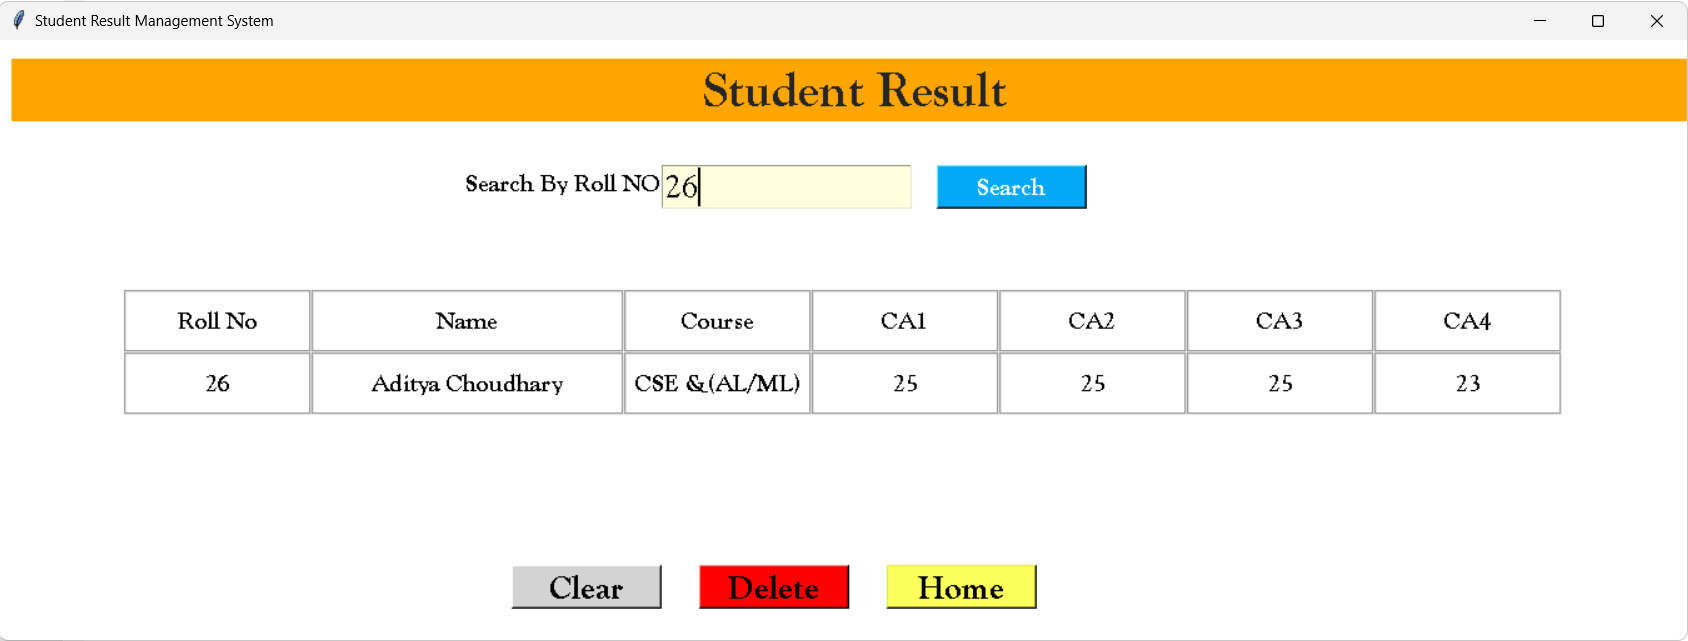 Student Result Management System
Student Result
Search By Roll NO 26 Search
Roll No Name Course CA1 CA2 CA3 CA4
26 Aditya Choudhary CSE &(AL/ML) 25 25 25 23
Clear Delete Home